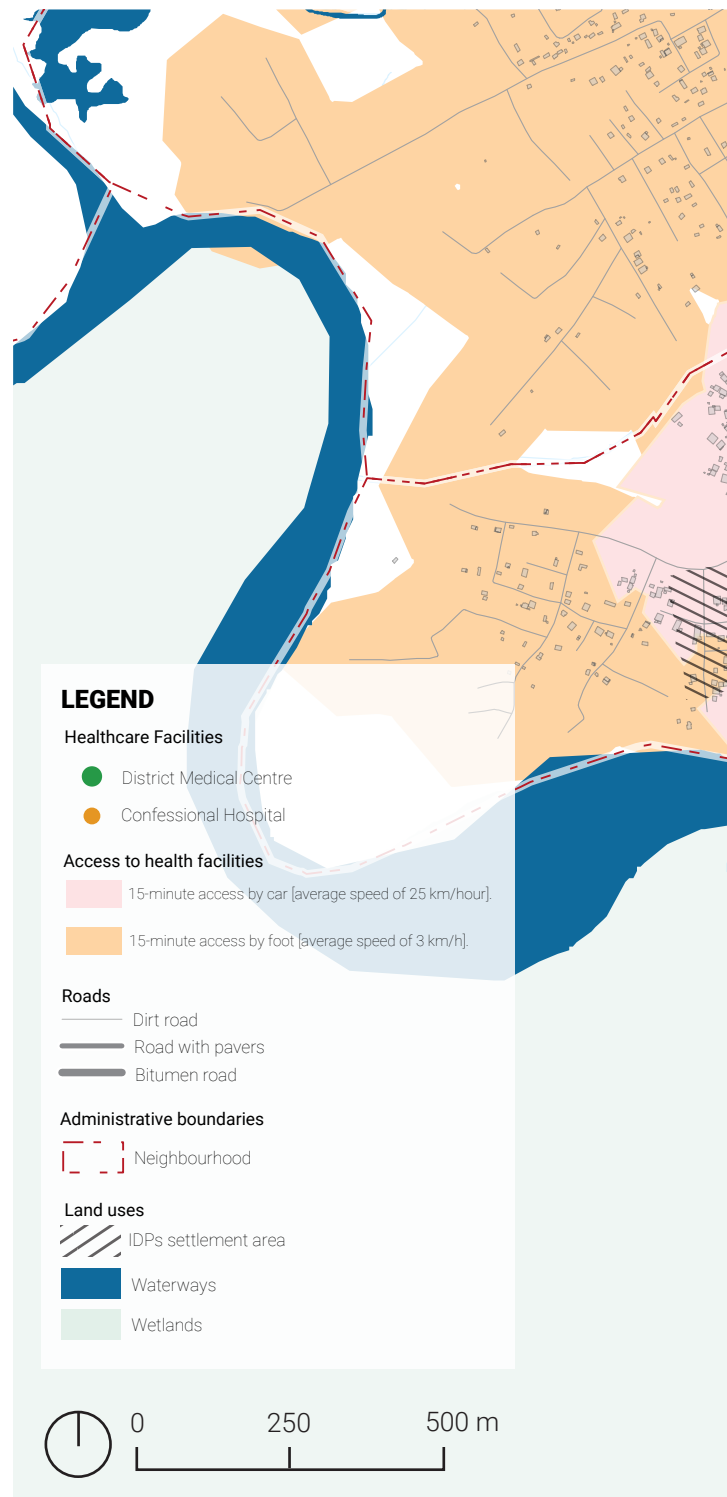 LEGEND
Healthcare Facilities
District Medical Centre
Confessional Hospital
Access to health facilities
15-minute access by car [average speed of 25 km/hour].
15-minute access by foot [average speed of 3 km/h].
Roads
Dirt road
Road with pavers
Bitumen road
Administrative boundaries
Neighbourhood
Land uses
IDPs settlement area
Waterways
Wetlands
0 250 500 m